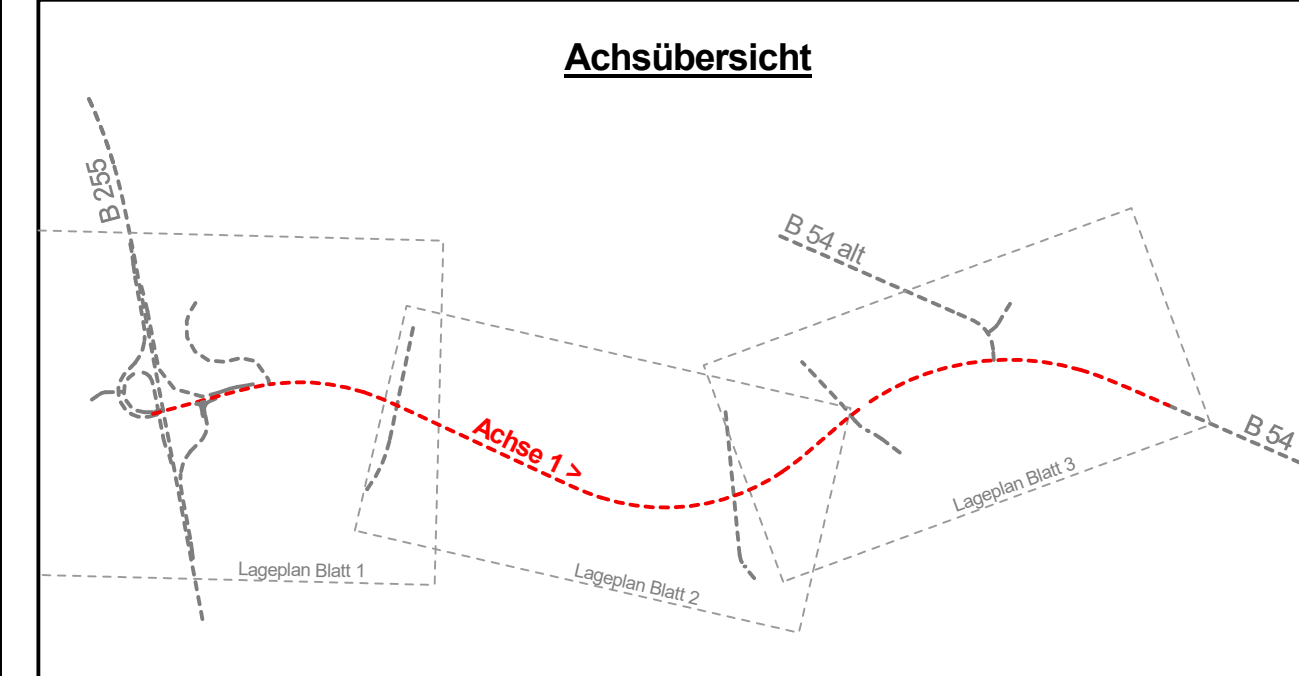 Achsübersicht
B 255
B 54 alt
Achse 1 >
B 54
Lageplan Blatt 3
Lageplan Blatt 1
Lageplan Blatt 2